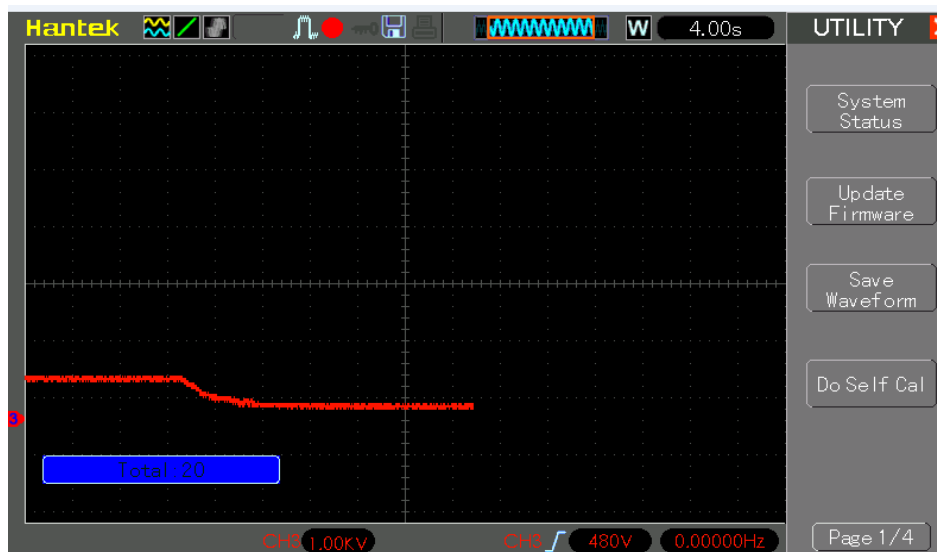 Hantek W 4.00s UTILITY
System
Status
Update
Firmware
Save
Waveform
Do Self Cal
3
Total:20
CH3 1.00KV CH3 480V 0.00000Hz
Page 1/4